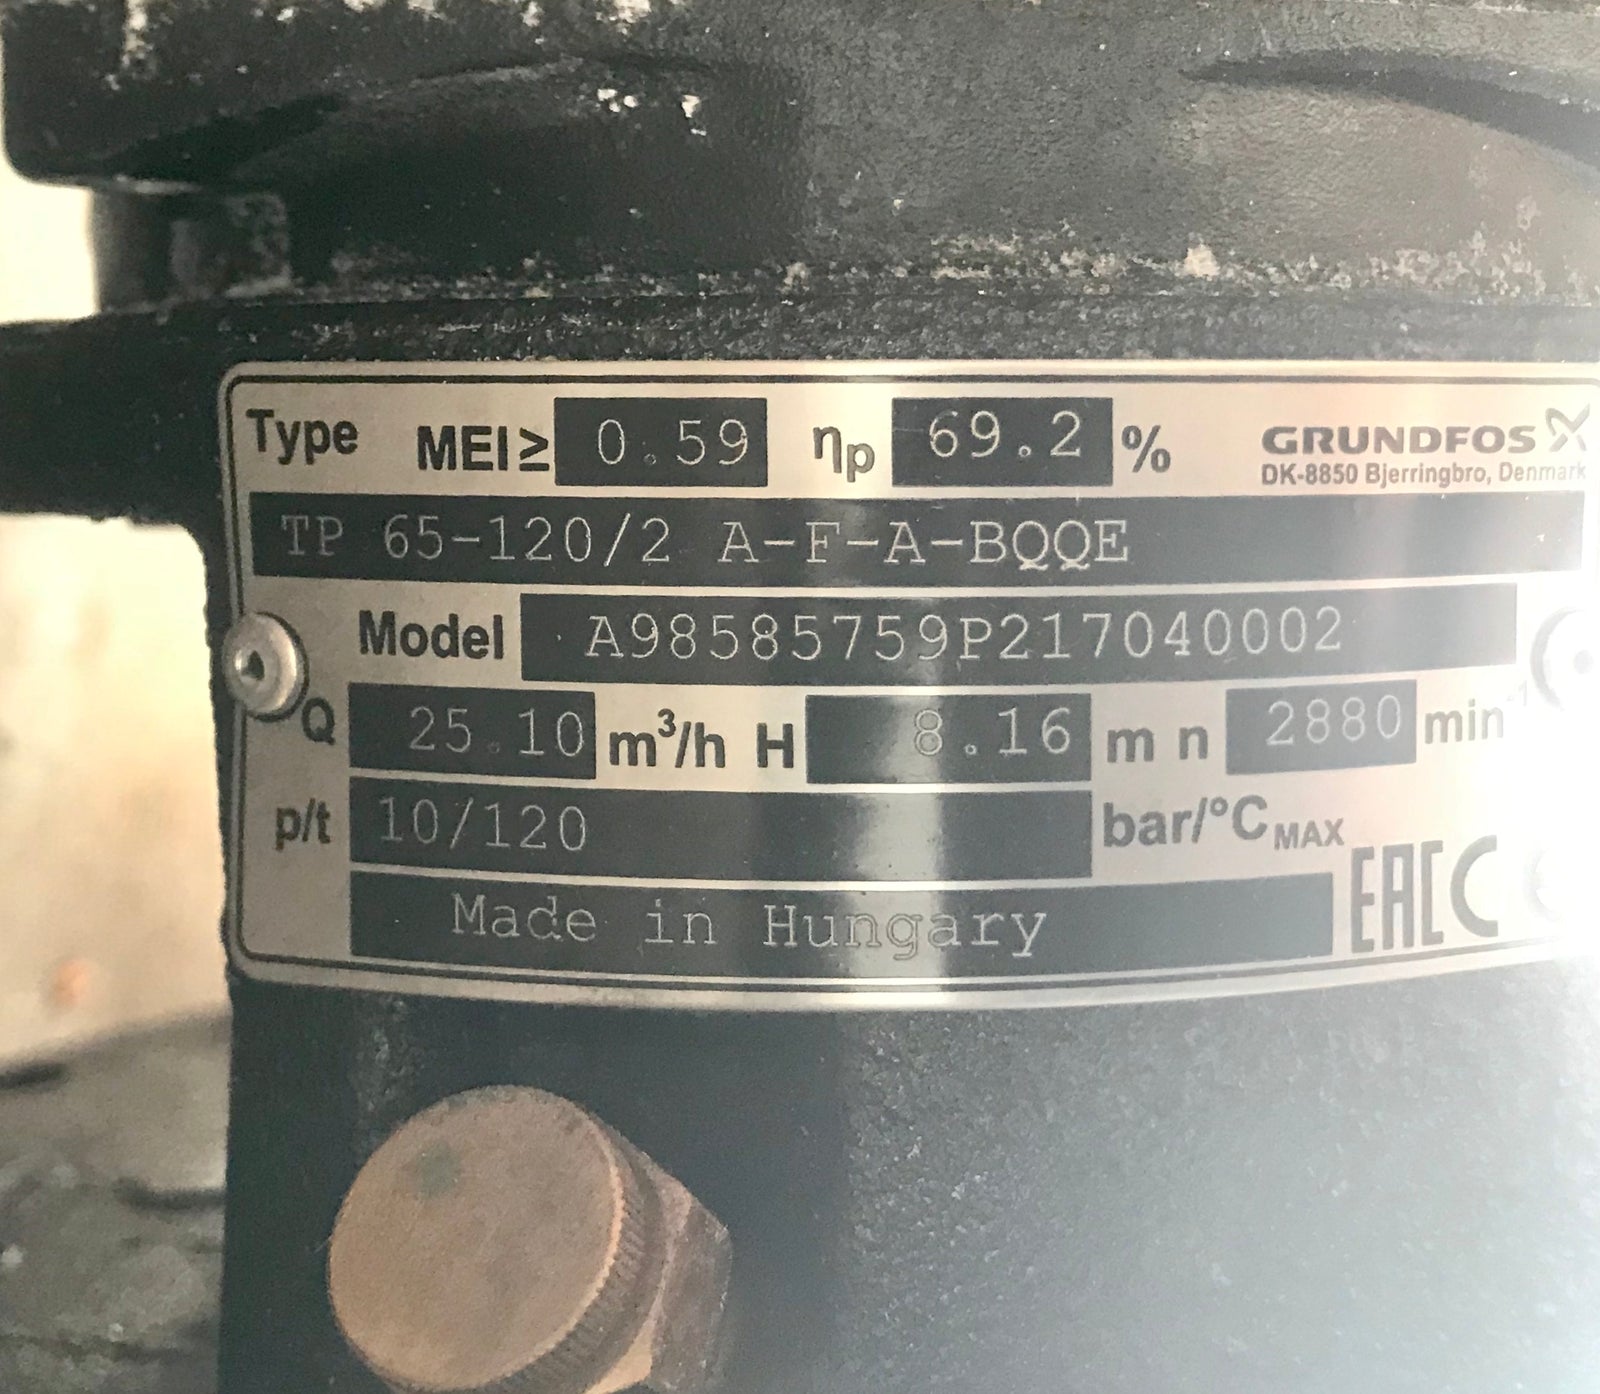 Type MEI≥ 0.59 ηp 69.2 % GRUNDFOS
DK-8850 Bjerringbro, Denmark
TP 65-120/2 A-F-A-BQQE
Model A98585759P217040002
Q 25.10 m³/h H 8.16 m n 2880 min⁻¹
p/t 10/120 bar/°C MAX
Made in Hungary EAC